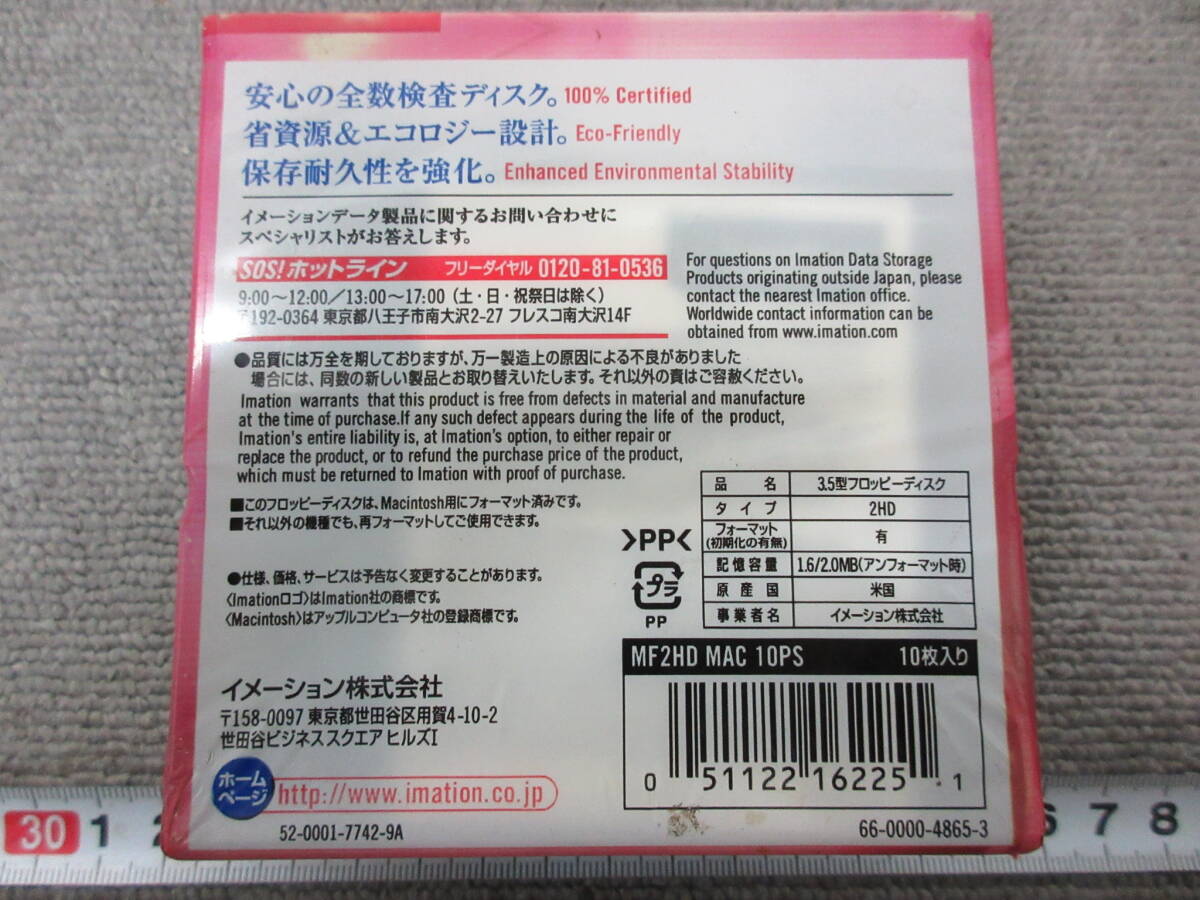 安心の全数検査ディスク。100% Certified
省資源&エコロジー設計。Eco-Friendly
保存耐久性を強化。Enhanced Environmental Stability
イメーションデータ製品に関するお問い合わせに
スペシャリストがお答えします。
SOS!ホットライン フリーダイヤル 0120-81-0536
9:00〜12:00/13:00〜17:00(土・日・祝祭日は除く)
〒192-0364 東京都八王子市南大沢2-27 フレスコ南大沢14F
For questions on Imation Data Storage
Products originating outside Japan, please
contact the nearest Imation office.
Worldwide contact information can be
obtained from www.imation.com
●品質には万全を期しておりますが、万一製造上の原因による不良がありました
場合には、同数の新しい製品とお取り替えいたします。それ以外の責はご容赦ください。
Imation warrants that this product is free from defects in material and manufacture
at the time of purchase.If any such defect appears during the life of the product,
Imation's entire liability is, at Imation's option, to either repair or
replace the product, or to refund the purchase price of the product,
which must be returned to Imation with proof of purchase.
■このフロッピーディスクは、Macintosh用にフォーマット済みです。
■それ以外の機種でも、再フォーマットしてご使用できます。
●仕様、価格、サービスは予告なく変更することがあります。
〈Imationロゴ〉はImation社の商標です。
〈Macintosh〉はアップルコンピュータ社の登録商標です。
>PP<
プラ
PP
品名 3.5型フロッピーディスク
タイプ 2HD
フォーマット(初期化の有無) 有
記憶容量 1.6/2.0MB(アンフォーマット時)
原産国 米国
事業者名 イメーション株式会社
MF2HD MAC 10PS 10枚入り
0 51122 16225 1
イメーション株式会社
〒158-0097 東京都世田谷区用賀4-10-2
世田谷ビジネススクエア ヒルズI
ホームページ http://www.imation.co.jp
52-0001-7742-9A
66-0000-4865-3
30 1 2 6 7 8